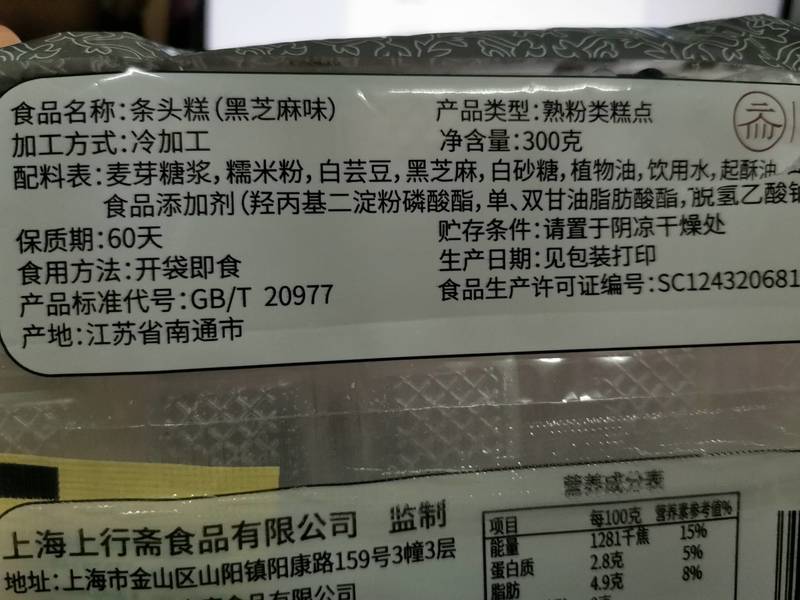 食品名称:条头糕(黑芝麻味)
产品类型:熟粉类糕点
加工方式:冷加工
净含量:300克
配料表:麦芽糖浆,糯米粉,白芸豆,黑芝麻,白砂糖,植物油,饮用水,起酥油
食品添加剂(羟丙基二淀粉磷酸酯,单、双甘油脂肪酸酯,脱氢乙酸钠
保质期:60天
贮存条件:请置于阴凉干燥处
食用方法:开袋即食
生产日期:见包装打印
产品标准代号:GB/T 20977
食品生产许可证编号:SC124320681
产地:江苏省南通市
营养成分表
上海上行斋食品有限公司 监制
地址:上海市金山区山阳镇阳康路159号3幢3层
食品有限公司
项目 每100克 营养素参考值%
能量 1281千焦 15%
蛋白质 2.8克 5%
脂肪 4.9克 8%